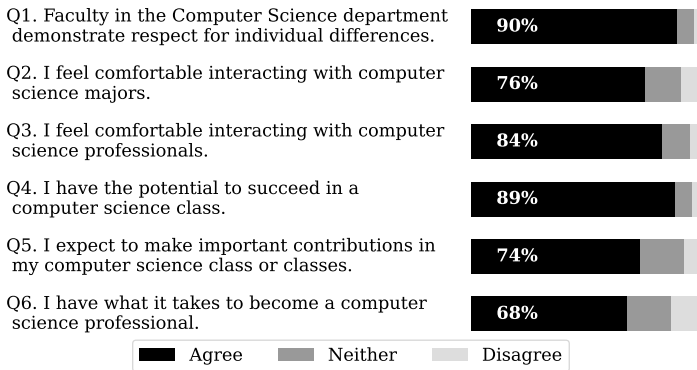 Q1. Faculty in the Computer Science department
demonstrate respect for individual differences.
90%
Q2. I feel comfortable interacting with computer
science majors.
76%
Q3. I feel comfortable interacting with computer
science professionals.
84%
Q4. I have the potential to succeed in a
computer science class.
89%
Q5. I expect to make important contributions in
my computer science class or classes.
74%
Q6. I have what it takes to become a computer
science professional.
68%
Agree Neither Disagree